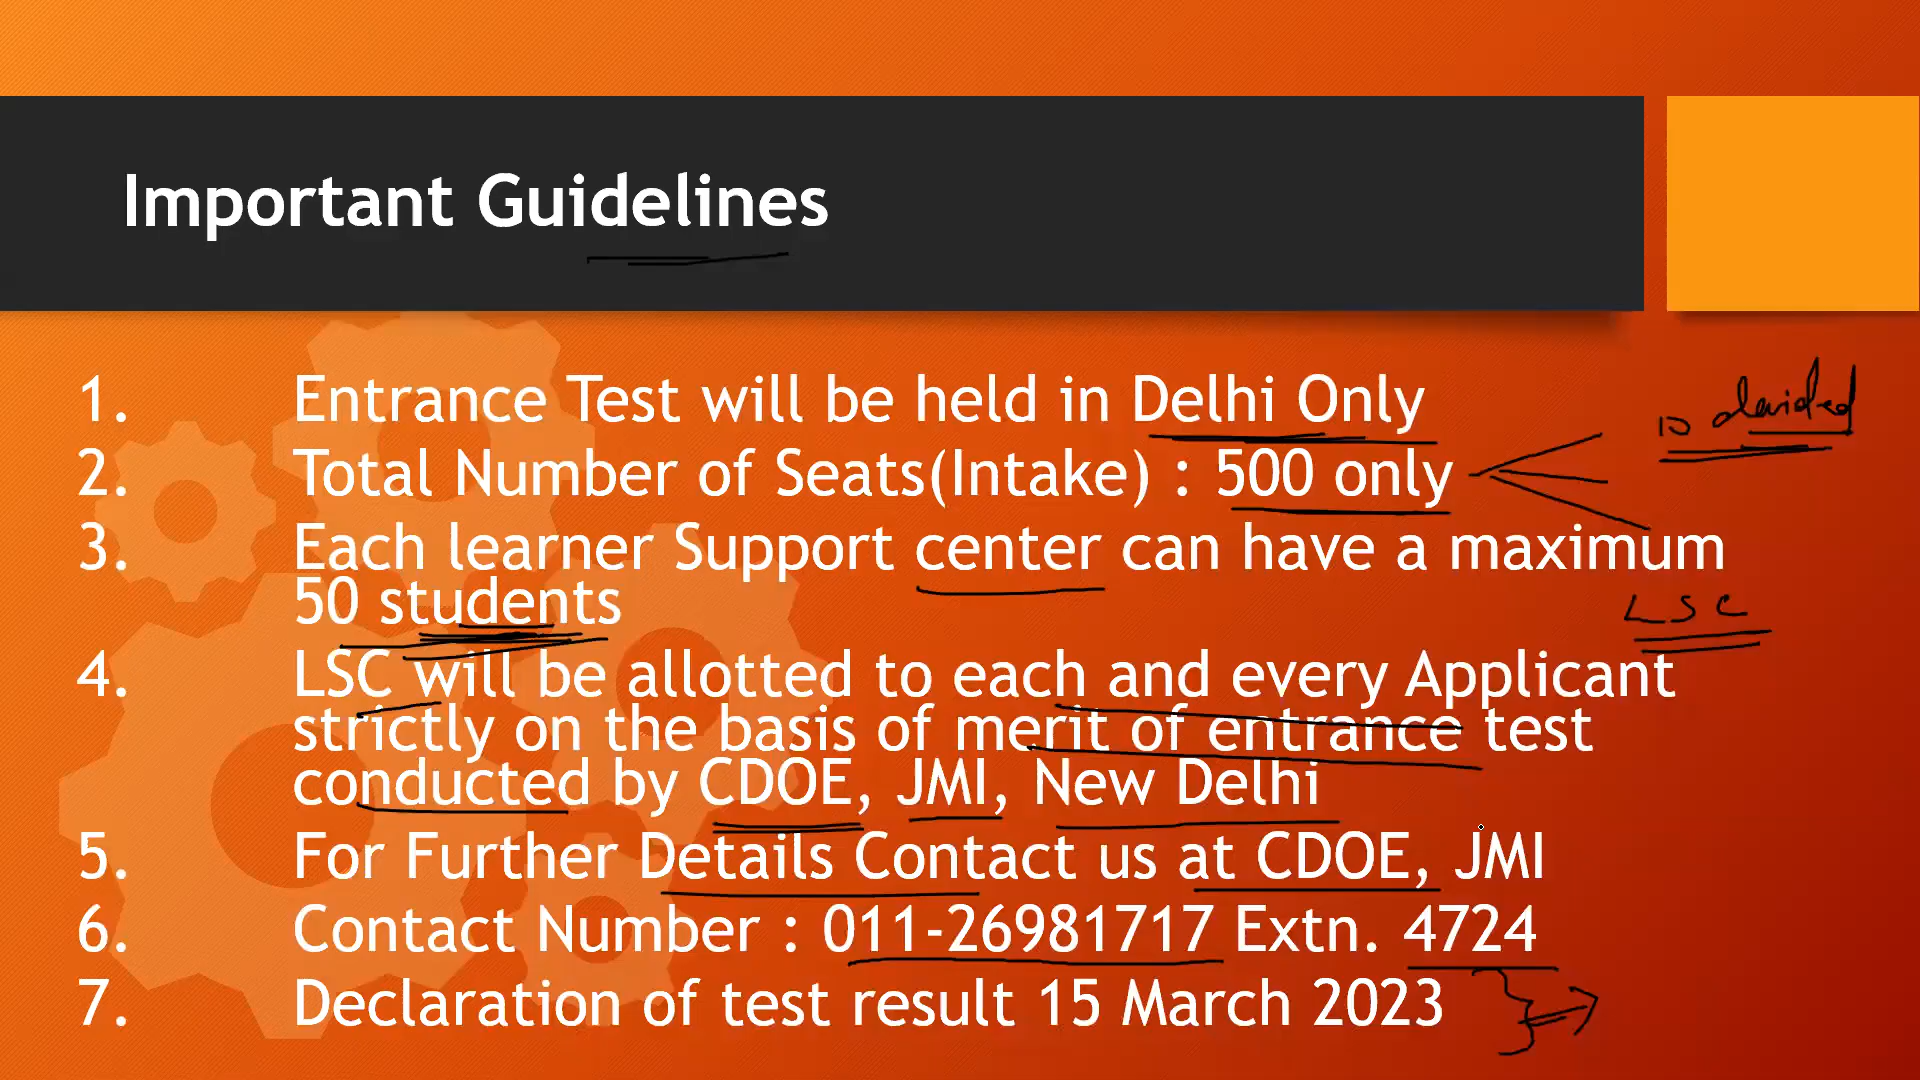 Important Guidelines
1. Entrance Test will be held in Delhi Only
2. Total Number of Seats(Intake) : 500 only
3. Each learner Support center can have a maximum
50 students
4. LSC will be allotted to each and every Applicant
strictly on the basis of merit of entrance test
conducted by CDOE, JMI, New Delhi
5. For Further Details Contact us at CDOE, JMI
6. Contact Number : 011-26981717 Extn. 4724
7. Declaration of test result 15 March 2023
LSC